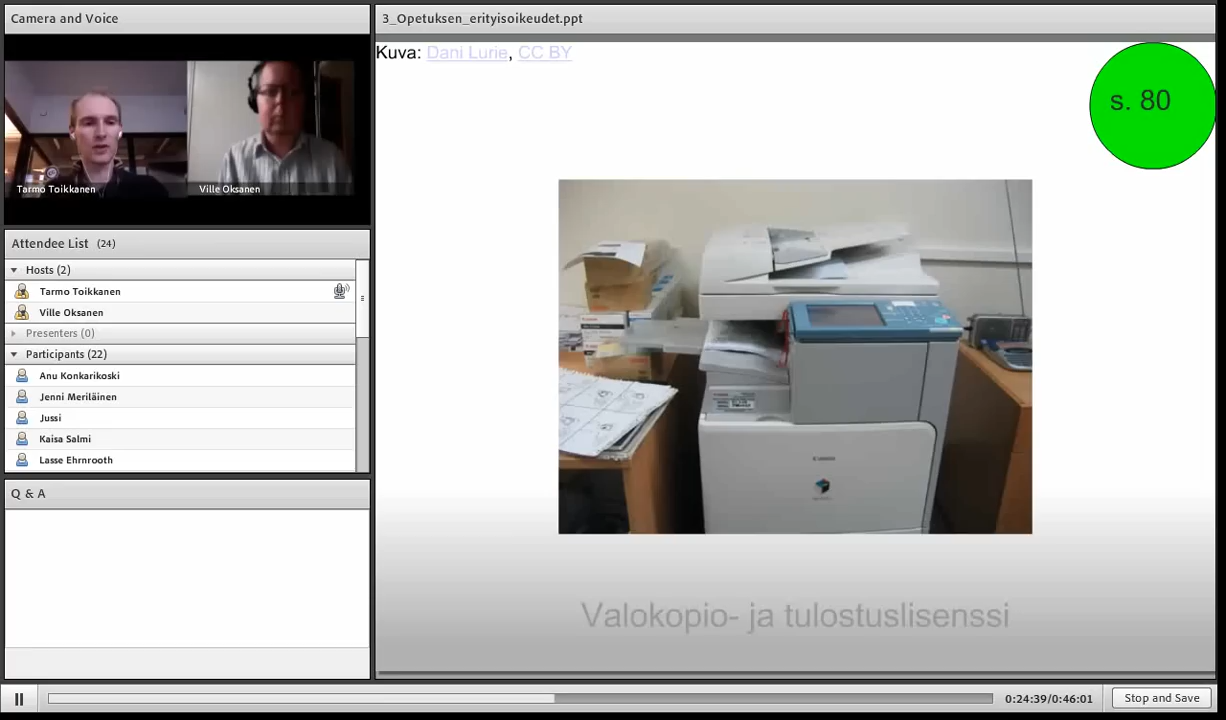 Camera and Voice
Tarmo Toikkanen
Ville Oksanen
Attendee List (24)
Hosts (2)
Tarmo Toikkanen
Ville Oksanen
Presenters (0)
Participants (22)
Anu Konkarikoski
Jenni Meriläinen
Jussi
Kaisa Salmi
Lasse Ehrnrooth
Q & A
3_Opetuksen_erityisoikeudet.ppt
Kuva: Dani Lurie, CC BY
s. 80
Canon
Valokopio- ja tulostuslisenssi
0:24:39/0:46:01
Stop and Save